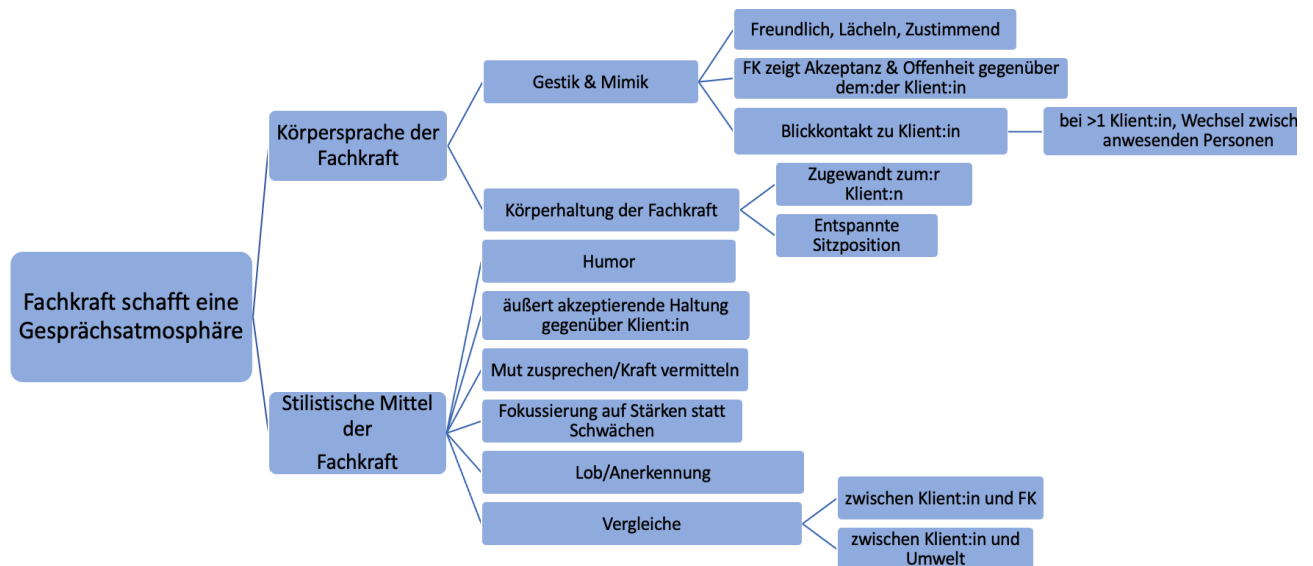 Fachkraft schafft eine
Gesprächsatmosphäre
Körpersprache der
Fachkraft
Gestik & Mimik
Freundlich, Lächeln, Zustimmend
FK zeigt Akzeptanz & Offenheit gegenüber
dem:der Klient:in
Blickkontakt zu Klient:in
bei >1 Klient:in, Wechsel
anwesenden Personen
Körperhaltung der Fachkraft
Zugewandt zum:r
Klient:n
Entspannte
Sitzposition
Stilistische Mittel
der
Fachkraft
Humor
äußert akzeptierende Haltung
gegenüber Klient:in
Mut zusprechen/Kraft vermitteln
Fokussierung auf Stärken statt
Schwächen
Lob/Anerkennung
Vergleiche
zwischen Klient:in und FK
zwischen Klient:in und
Umwelt